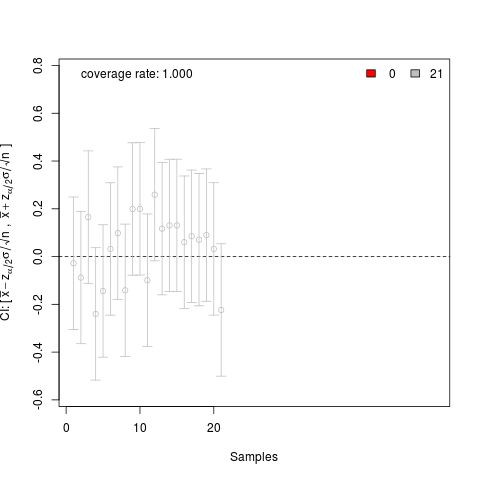 coverage rate: 1.000 0 21
0.8
0.6
0.4
0.2
0.0
-0.2
-0.4
-0.6
CI: [ x̅ − zα/2σ/√n , x̅ + zα/2σ/√n ]
0 10 20
Samples